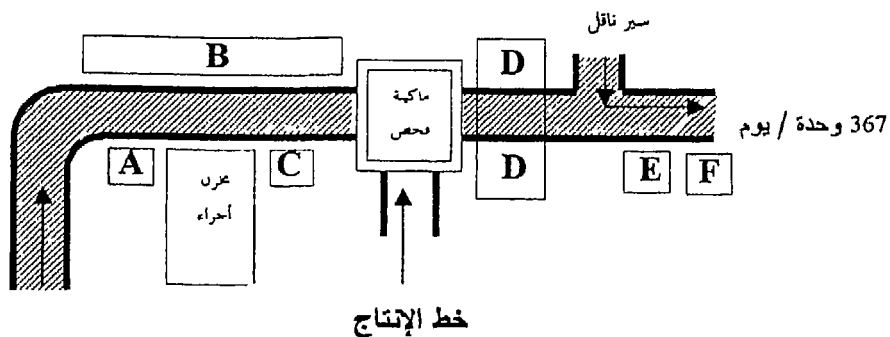 سير ناقل
B
D
ماكينة
فحص
367 وحدة / يوم
A
مخزن
أجزاء
C
D
E
F
خط الإنتاج